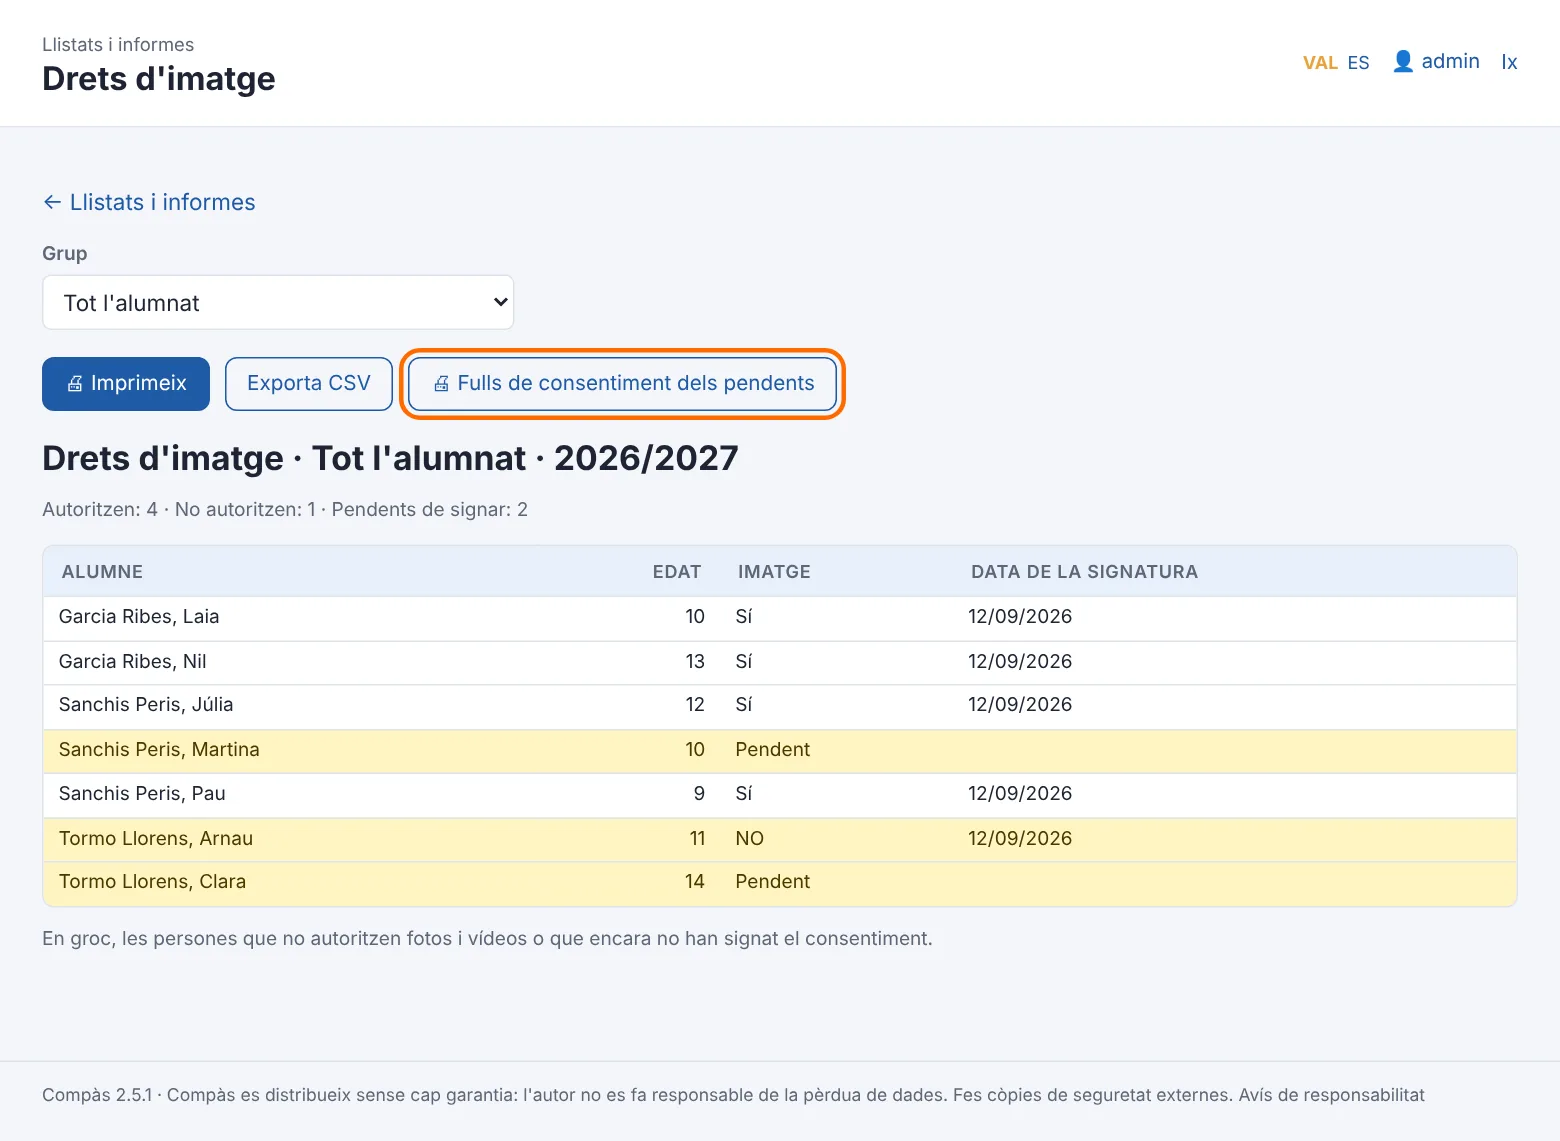 Llistats i informes
Drets d'imatge
VAL ES admin Ix
← Llistats i informes
Grup
Tot l'alumnat
Imprimeix Exporta CSV Fulls de consentiment dels pendents
Drets d'imatge · Tot l'alumnat · 2026/2027
Autoritzen: 4 · No autoritzen: 1 · Pendents de signar: 2
ALUMNE EDAT IMATGE DATA DE LA SIGNATURA
Garcia Ribes, Laia 10 Sí 12/09/2026
Garcia Ribes, Nil 13 Sí 12/09/2026
Sanchis Peris, Júlia 12 Sí 12/09/2026
Sanchis Peris, Martina 10 Pendent
Sanchis Peris, Pau 9 Sí 12/09/2026
Tormo Llorens, Arnau 11 NO 12/09/2026
Tormo Llorens, Clara 14 Pendent
En groc, les persones que no autoritzen fotos i vídeos o que encara no han signat el consentiment.
Compàs 2.5.1 · Compàs es distribueix sense cap garantia: l'autor no es fa responsable de la pèrdua de dades. Fes còpies de seguretat externes. Avís de responsabilitat